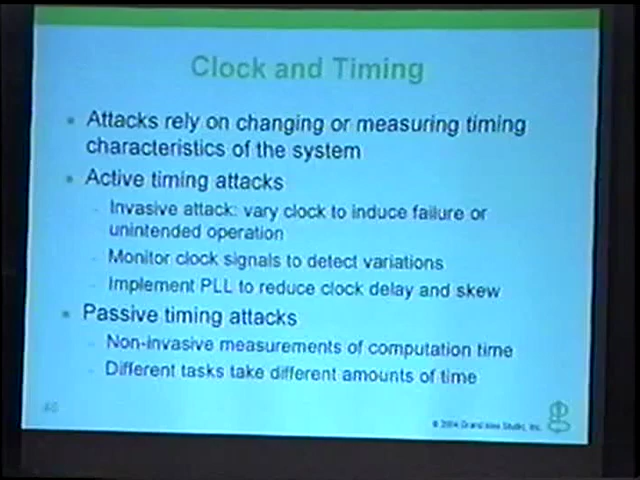 Clock and Timing
Attacks rely on changing or measuring timing
characteristics of the system
Active timing attacks
Invasive attack: vary clock to induce failure or
unintended operation
Monitor clock signals to detect variations
Implement PLL to reduce clock delay and skew
Passive timing attacks
Non-invasive measurements of computation time
Different tasks take different amounts of time
© 2004 Grand Idea Studio, Inc.